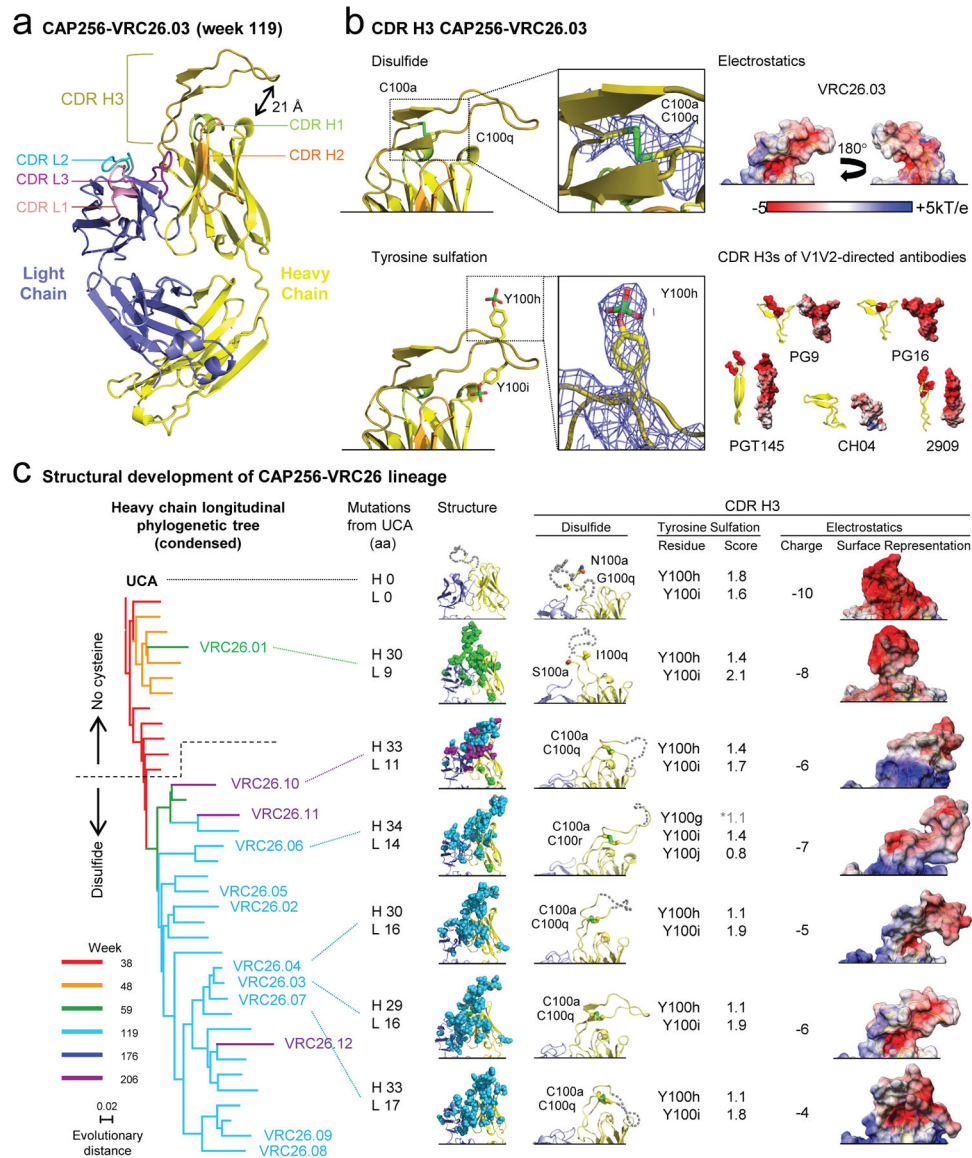 a CAP256-VRC26.03 (week 119)
CDR H3
21 Å
CDR H1
CDR H2
CDR L2
CDR L3
CDR L1
Light
Chain
Heavy
Chain
b CDR H3 CAP256-VRC26.03
Disulfide
C100a
C100q
C100a
C100q
Electrostatics
VRC26.03
180°
-5 +5kT/e
Tyrosine sulfation
Y100h
Y100i
Y100h
CDR H3s of V1V2-directed antibodies
PG9 PG16
PGT145 CH04 2909
c Structural development of CAP256-VRC26 lineage
Heavy chain longitudinal
phylogenetic tree
(condensed)
Mutations
from UCA
(aa)
Structure
CDR H3
Disulfide
Tyrosine Sulfation
Residue Score
Electrostatics
Charge Surface Representation
UCA
H 0
L 0
N100a
G100q
Y100h 1.8
Y100i 1.6
-10
VRC26.01
H 30
L 9
S100a
I100q
Y100h 1.4
Y100i 2.1
-8
No cysteine
Disulfide
VRC26.10
H 33
L 11
C100a
C100q
Y100h 1.4
Y100i 1.7
-6
VRC26.11
VRC26.06
H 34
L 14
C100a
C100r
Y100g *1.1
Y100i 1.4
Y100j 0.8
-7
VRC26.05
VRC26.02
H 30
L 16
C100a
C100q
Y100h 1.1
Y100i 1.9
-5
VRC26.04
VRC26.03
VRC26.07
H 29
L 16
C100a
C100q
Y100h 1.1
Y100i 1.9
-6
VRC26.12
H 33
L 17
C100a
C100q
Y100h 1.1
Y100i 1.8
-4
VRC26.09
VRC26.08
Week
38
48
59
119
176
206
0.02
Evolutionary
distance